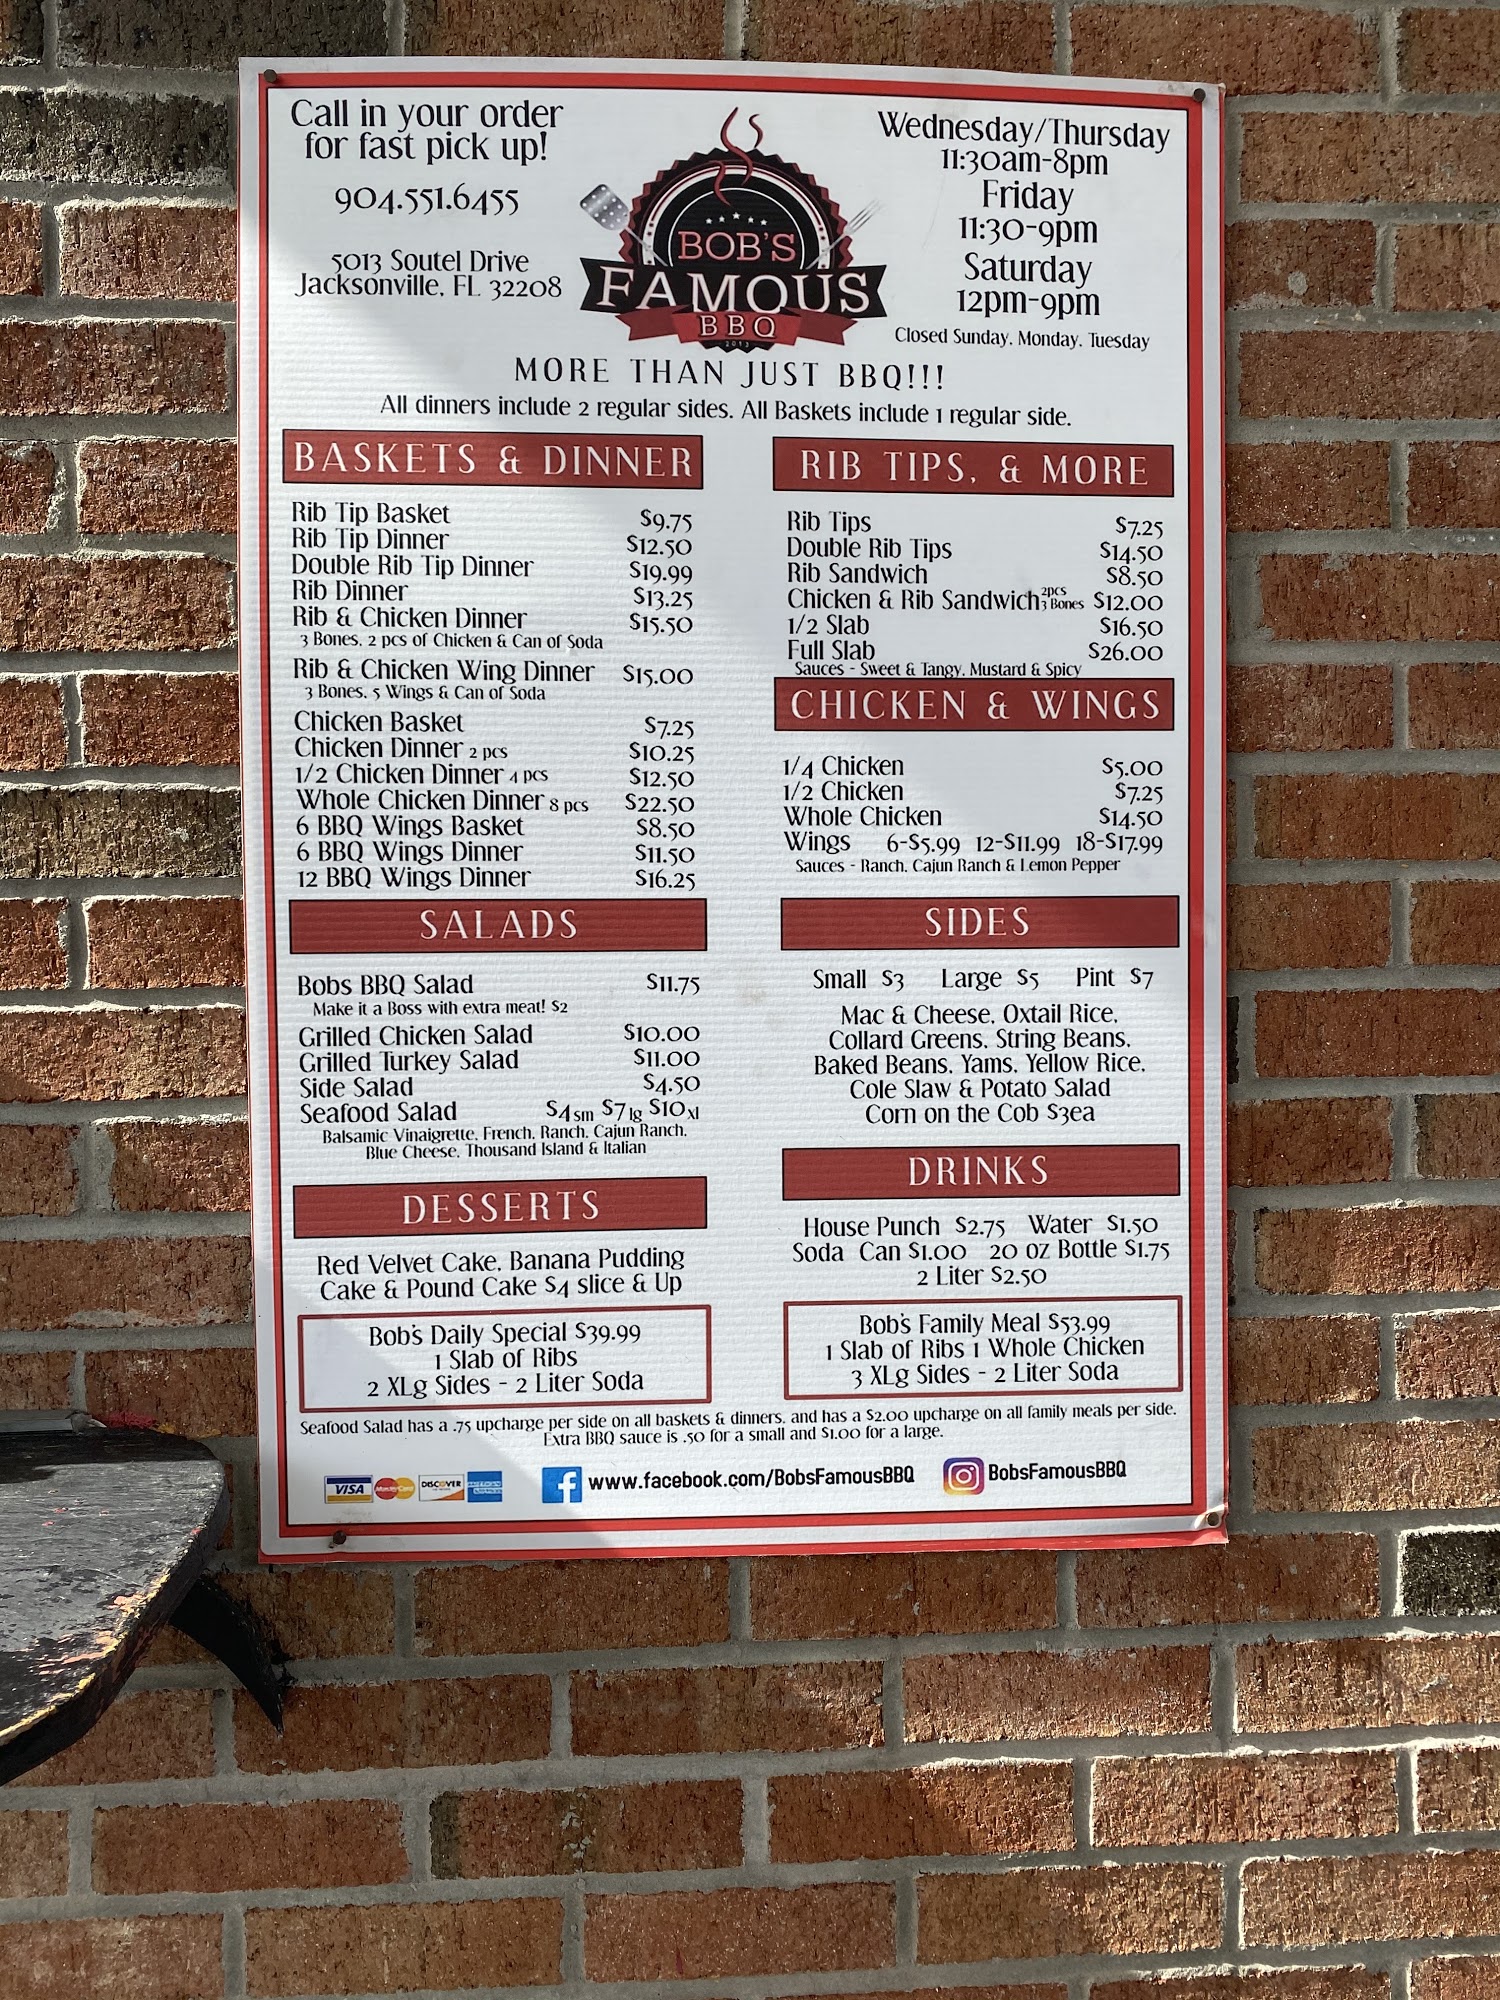 Call in your order
for fast pick up!
904.551.6455
5013 Soutel Drive
Jacksonville, FL 32208
BOB'S
FAMOUS
BBQ
2013
Wednesday/Thursday
11:30am-8pm
Friday
11:30-9pm
Saturday
12pm-9pm
Closed Sunday, Monday, Tuesday
MORE THAN JUST BBQ!!!
All dinners include 2 regular sides. All Baskets include 1 regular side.
BASKETS & DINNER
Rib Tip Basket $9.75
Rib Tip Dinner $12.50
Double Rib Tip Dinner $19.99
Rib Dinner $13.25
Rib & Chicken Dinner $15.50
3 Bones, 2 pcs of Chicken & Can of Soda
Rib & Chicken Wing Dinner $15.00
3 Bones, 5 Wings & Can of Soda
Chicken Basket $7.25
Chicken Dinner 2 pcs $10.25
1/2 Chicken Dinner 4 pcs $12.50
Whole Chicken Dinner 8 pcs $22.50
6 BBQ Wings Basket $8.50
6 BBQ Wings Dinner $11.50
12 BBQ Wings Dinner $16.25
RIB TIPS, & MORE
Rib Tips $7.25
Double Rib Tips $14.50
Rib Sandwich $8.50
Chicken & Rib Sandwich 2pcs 3 Bones $12.00
1/2 Slab $16.50
Full Slab $26.00
Sauces - Sweet & Tangy, Mustard & Spicy
CHICKEN & WINGS
1/4 Chicken $5.00
1/2 Chicken $7.25
Whole Chicken $14.50
Wings 6-$5.99 12-$11.99 18-$17.99
Sauces - Ranch, Cajun Ranch & Lemon Pepper
SALADS
Bobs BBQ Salad $11.75
Make it a Boss with extra meat! $2
Grilled Chicken Salad $10.00
Grilled Turkey Salad $11.00
Side Salad $4.50
Seafood Salad $4 sm $7 lg $10 xl
Balsamic Vinaigrette, French, Ranch, Cajun Ranch,
Blue Cheese, Thousand Island & Italian
SIDES
Small $3 Large $5 Pint $7
Mac & Cheese, Oxtail Rice,
Collard Greens, String Beans,
Baked Beans, Yams, Yellow Rice,
Cole Slaw & Potato Salad
Corn on the Cob $3ea
DESSERTS
Red Velvet Cake, Banana Pudding
Cake & Pound Cake $4 slice & Up
DRINKS
House Punch $2.75 Water $1.50
Soda Can $1.00 20 oz Bottle $1.75
2 Liter $2.50
Bob's Daily Special $39.99
1 Slab of Ribs
2 XLg Sides - 2 Liter Soda
Bob's Family Meal $53.99
1 Slab of Ribs 1 Whole Chicken
3 XLg Sides - 2 Liter Soda
Seafood Salad has a .75 upcharge per side on all baskets & dinners, and has a $2.00 upcharge on all family meals per side.
Extra BBQ sauce is .50 for a small and $1.00 for a large.
VISA MasterCard DISCOVER AMERICAN EXPRESS
www.facebook.com/BobsFamousBBQ BobsFamousBBQ